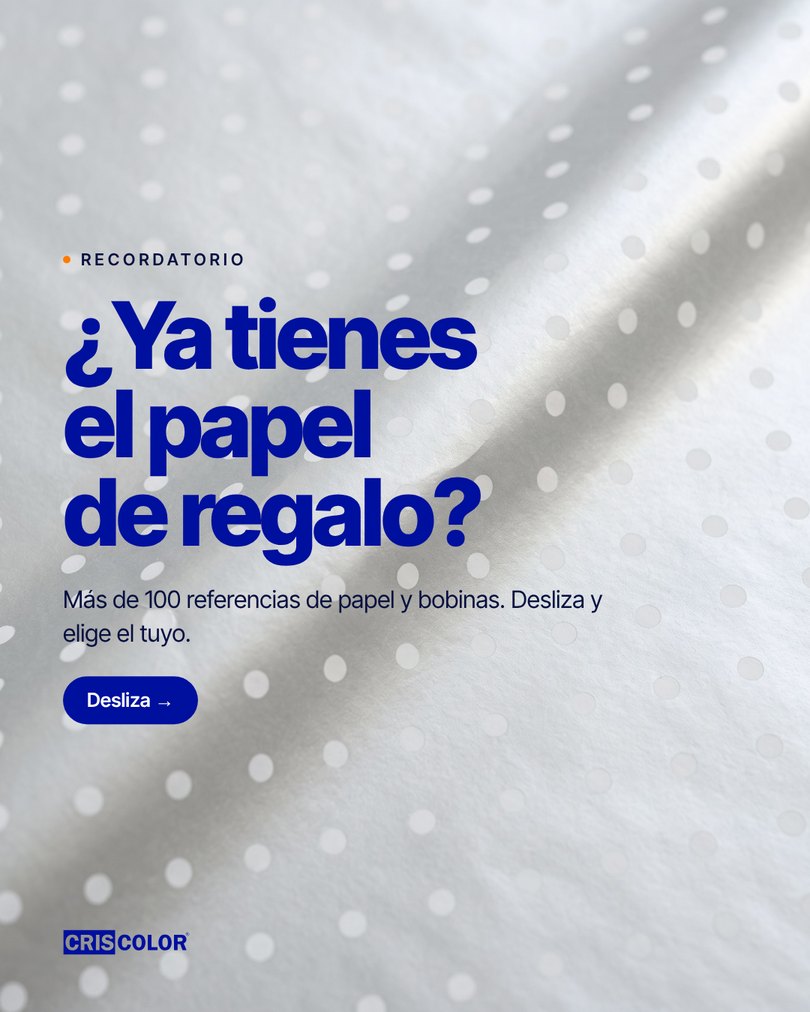 RECORDATORIO
¿Ya tienes
el papel
de regalo?
Más de 100 referencias de papel y bobinas. Desliza y
elige el tuyo.
Desliza →
CRISCOLOR